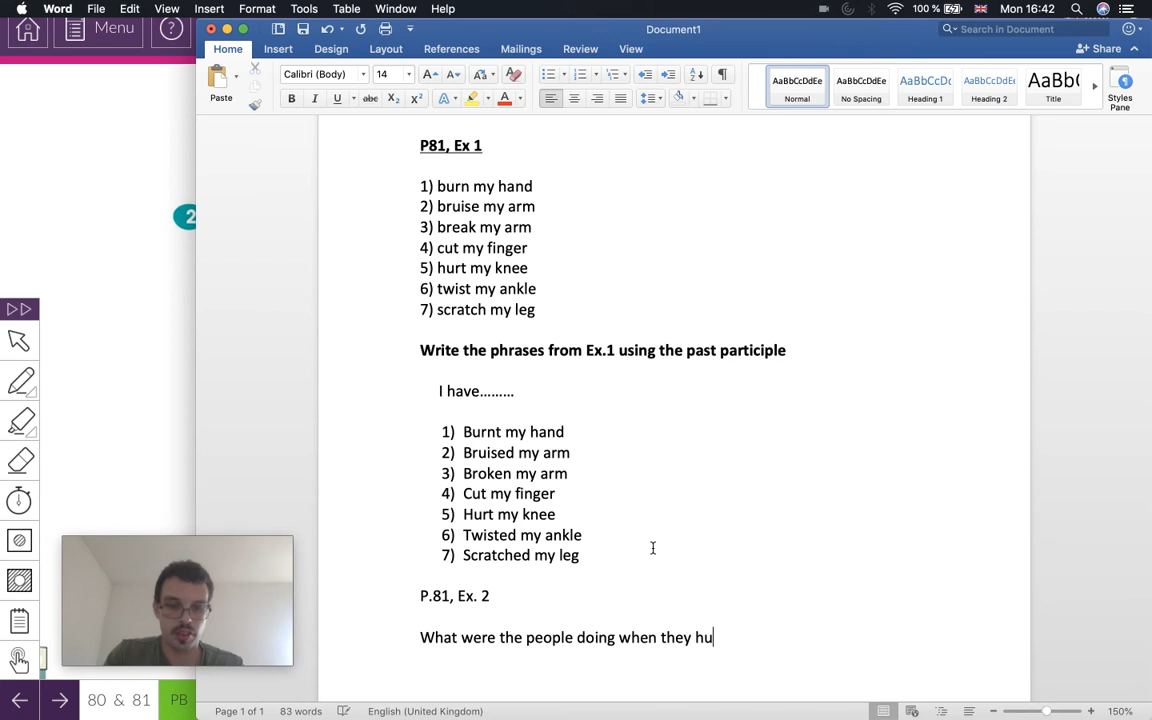 Word File Edit View Insert Format Tools Table Window Help 100 % Mon 16:42
Menu ?
Document1
Search in Document
Home Insert Design Layout References Mailings Review View
Share
Paste
Calibri (Body) 14
A A Aa
B I U abc X₂ X² A A
AaBbCcDdEe AaBbCcDdEe AaBbCcDc AaBbCcDdEe AaBbC
Normal No Spacing Heading 1 Heading 2 Title
Styles Pane
P81, Ex 1
1) burn my hand
2) bruise my arm
3) break my arm
4) cut my finger
5) hurt my knee
6) twist my ankle
7) scratch my leg
Write the phrases from Ex.1 using the past participle
I have.........
1) Burnt my hand
2) Bruised my arm
3) Broken my arm
4) Cut my finger
5) Hurt my knee
6) Twisted my ankle
7) Scratched my leg
P.81, Ex. 2
What were the people doing when they hu
2
80 & 81 PB
Page 1 of 1 83 words English (United Kingdom) 150%